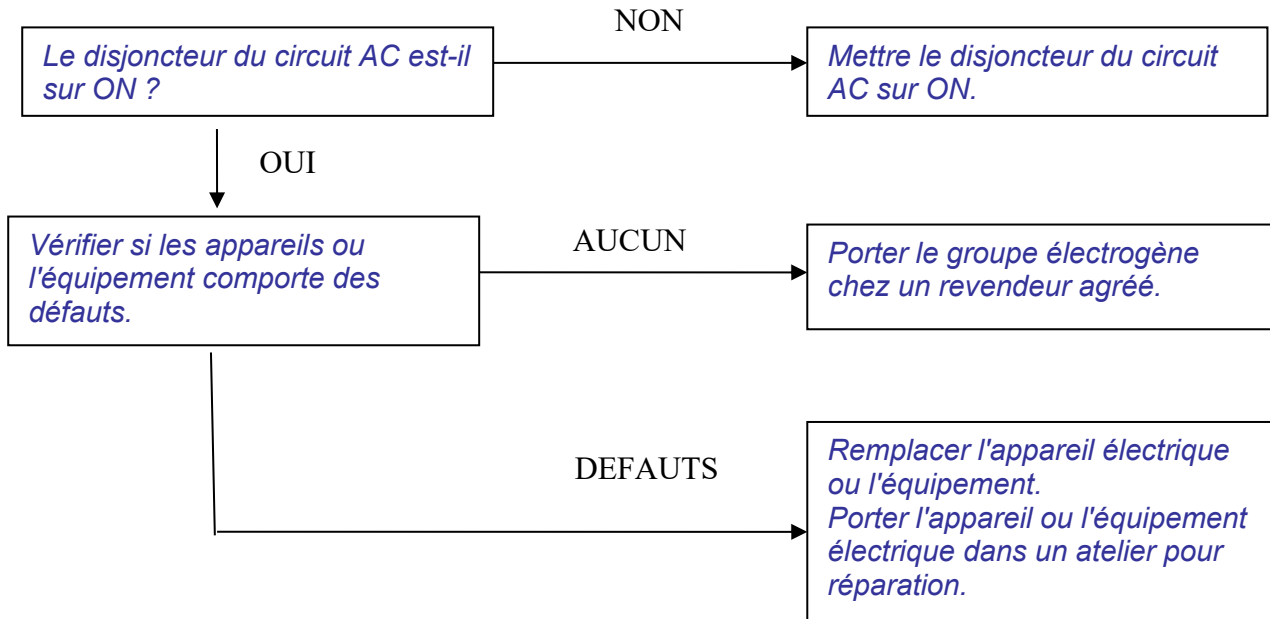 NON
Le disjoncteur du circuit AC est-il
sur ON ?
Mettre le disjoncteur du circuit
AC sur ON.
OUI
Vérifier si les appareils ou
l'équipement comporte des
défauts.
AUCUN
Porter le groupe électrogène
chez un revendeur agréé.
DEFAUTS
Remplacer l'appareil électrique
ou l'équipement.
Porter l'appareil ou l'équipement
électrique dans un atelier pour
réparation.